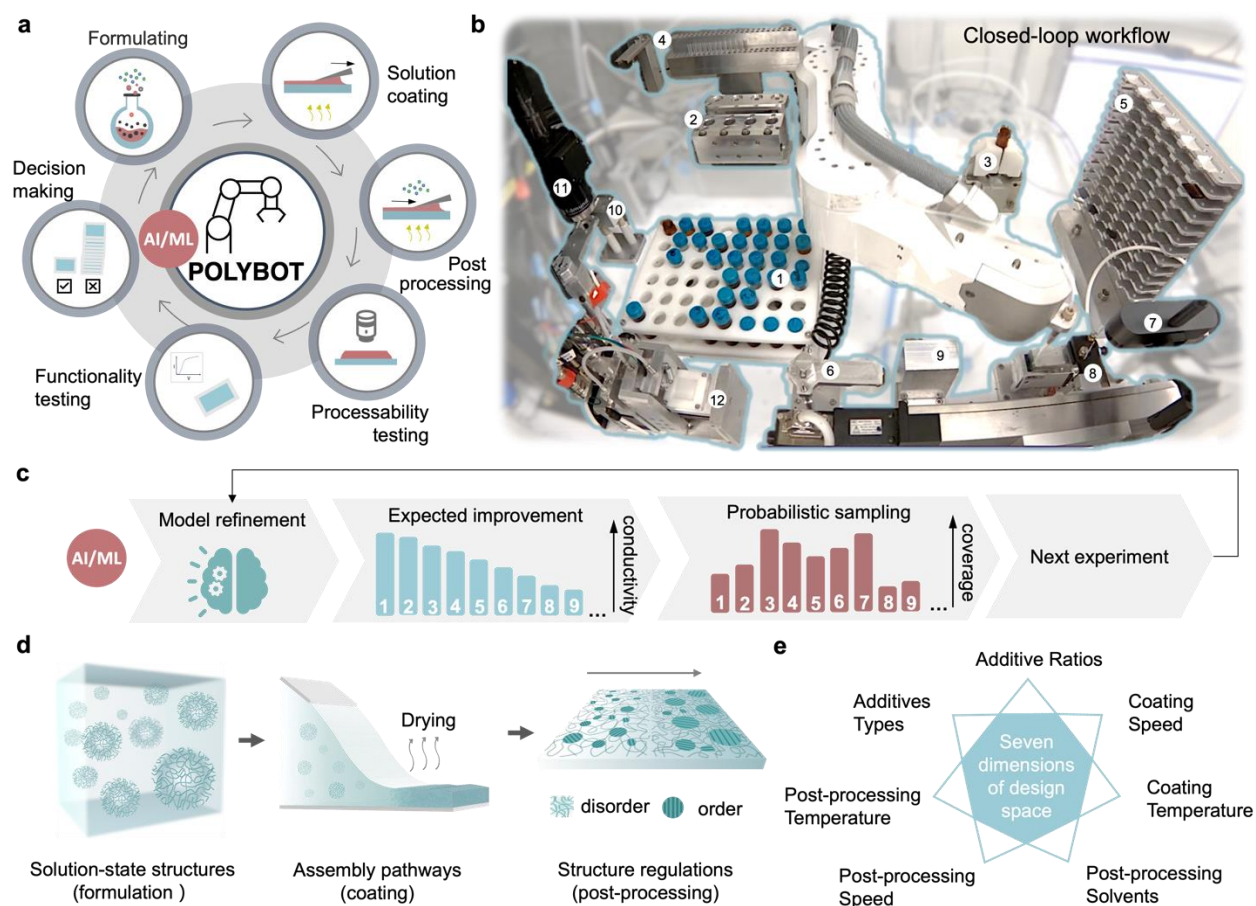 a
Formulating
Solution
coating
Decision
making
AI/ML
POLYBOT
Post
processing
Functionality
testing
Processability
testing
b
Closed-loop workflow
4
5
2
3
11
10
1
7
6
9
8
12
c
AI/ML
Model refinement
Expected improvement
conductivity
1 2 3 4 5 6 7 8 9 ...
Probabilistic sampling
coverage
1 2 3 4 5 6 7 8 9 ...
Next experiment
d
Drying
disorder
order
Solution-state structures
(formulation )
Assembly pathways
(coating)
Structure regulations
(post-processing)
e
Additive Ratios
Additives
Types
Coating
Speed
Seven
dimensions
of design
space
Post-processing
Temperature
Coating
Temperature
Post-processing
Speed
Post-processing
Solvents